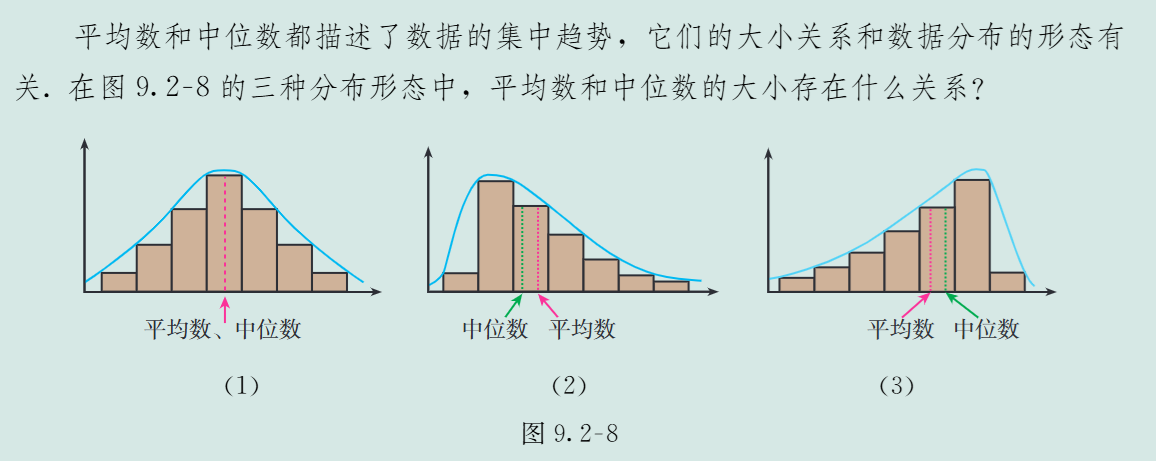 平均数和中位数都描述了数据的集中趋势，它们的大小关系和数据分布的形态有
关．在图 9.2-8 的三种分布形态中，平均数和中位数的大小存在什么关系？
平均数、中位数
中位数 平均数
平均数 中位数
（1）
（2）
（3）
图 9.2-8